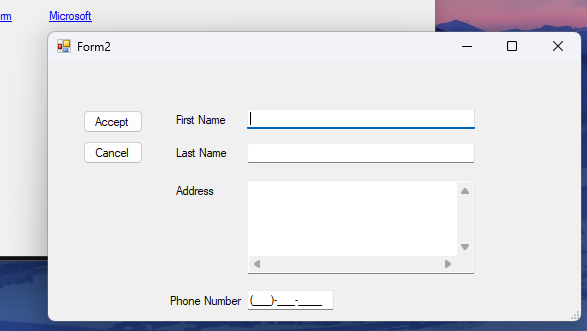 rm Microsoft
Form2
Accept
First Name
Cancel
Last Name
Address
Phone Number (___)-___-____